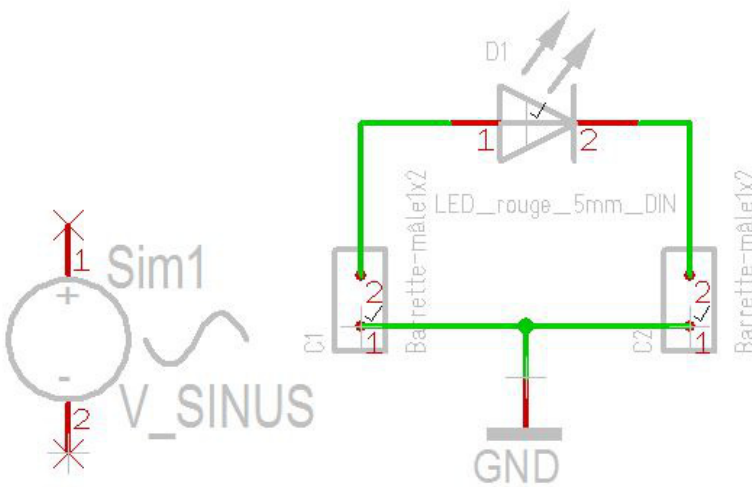 D1
1
2
LED_rouge_5mm_DIN
1
Sim1
+
-
V_SINUS
2
C1
2
1
Barrette-mâle1x2
C2
2
1
Barrette-mâle1x2
GND